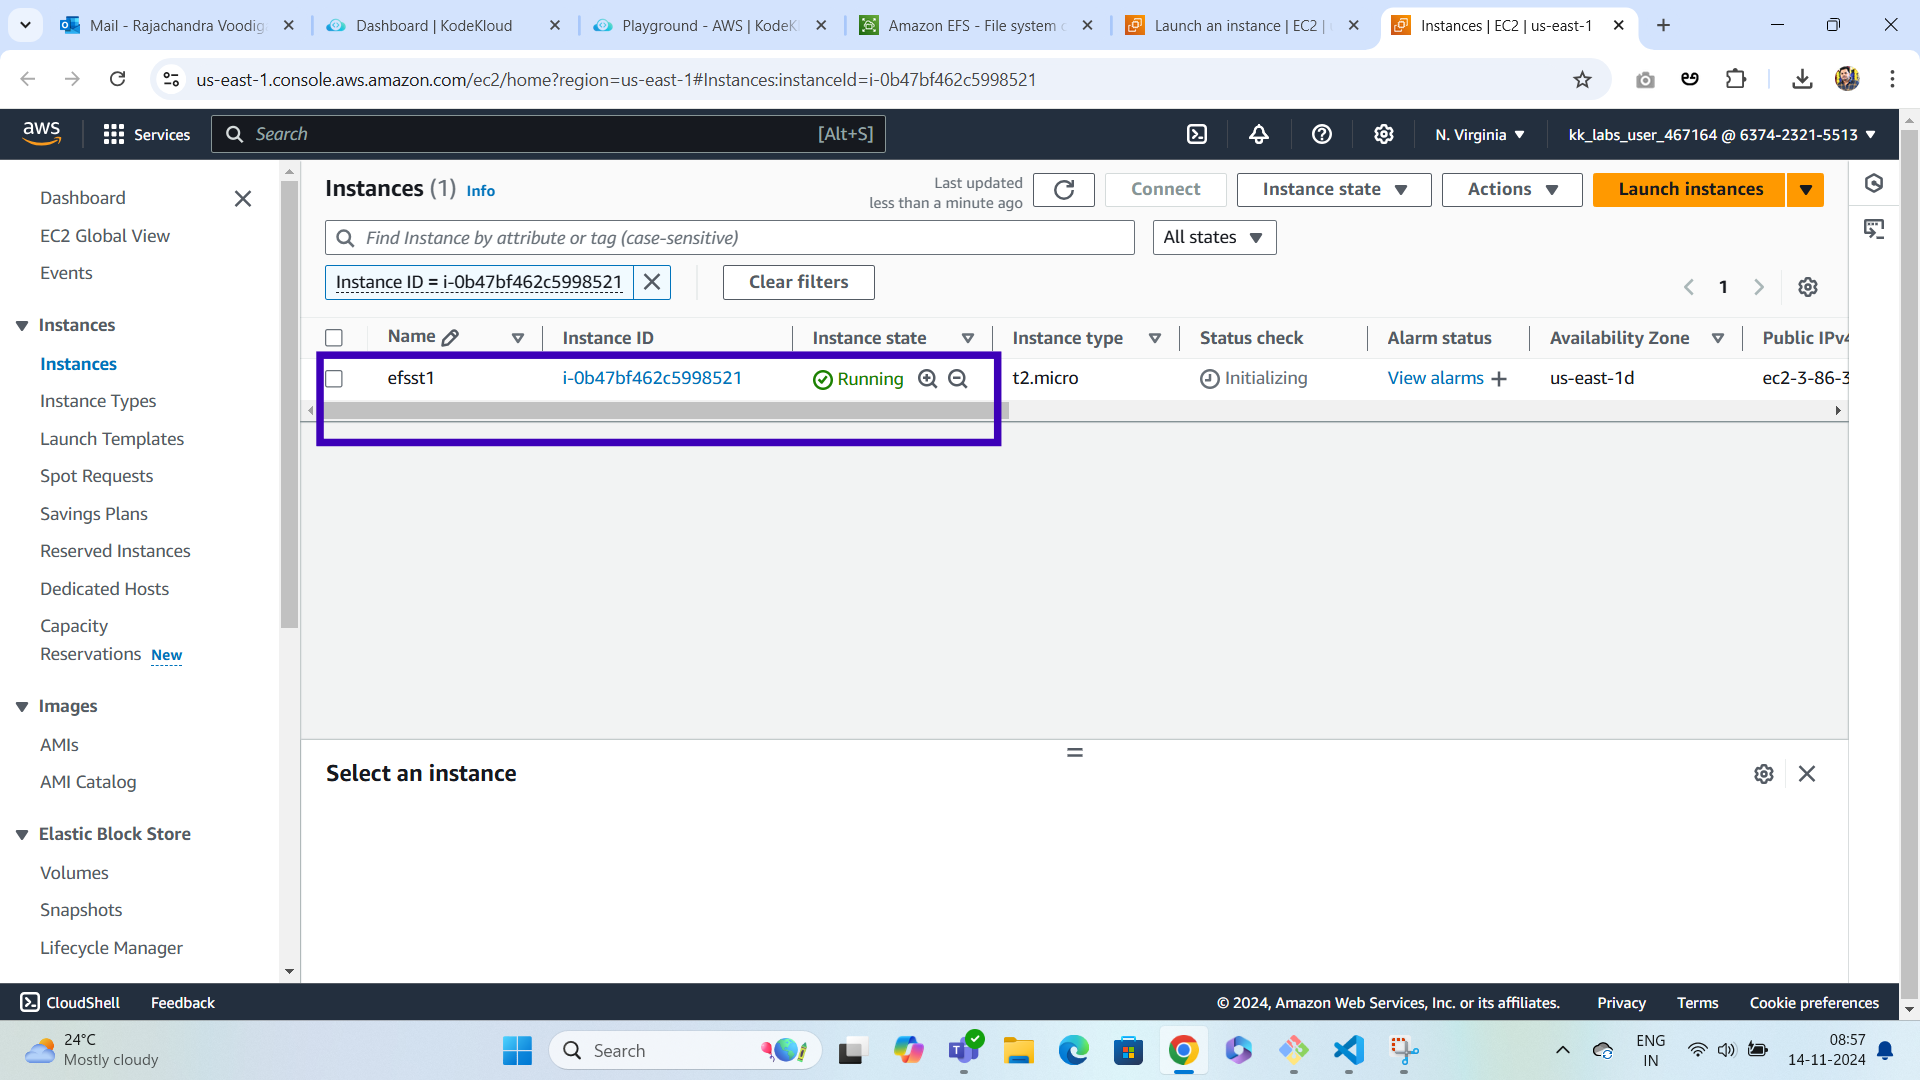 Mail - Rajachandra Voodig
Dashboard | KodeKloud
Playground - AWS | KodeKl
Amazon EFS - File system
Launch an instance | EC2 |
Instances | EC2 | us-east-1
us-east-1.console.aws.amazon.com/ec2/home?region=us-east-1#Instances:instanceId=i-0b47bf462c5998521
aws
Services
Search
[Alt+S]
N. Virginia
kk_labs_user_467164 @ 6374-2321-5513
Dashboard
EC2 Global View
Events
Instances
Instances
Instance Types
Launch Templates
Spot Requests
Savings Plans
Reserved Instances
Dedicated Hosts
Capacity
Reservations New
Images
AMIs
AMI Catalog
Elastic Block Store
Volumes
Snapshots
Lifecycle Manager
Instances (1) Info
Last updated
less than a minute ago
Connect
Instance state
Actions
Launch instances
Find Instance by attribute or tag (case-sensitive)
All states
Instance ID = i-0b47bf462c5998521
Clear filters
1
Name
Instance ID
Instance state
Instance type
Status check
Alarm status
Availability Zone
Public IPv4
efsst1
i-0b47bf462c5998521
Running
t2.micro
Initializing
View alarms
us-east-1d
ec2-3-86-3
Select an instance
CloudShell
Feedback
© 2024, Amazon Web Services, Inc. or its affiliates.
Privacy
Terms
Cookie preferences
24°C
Mostly cloudy
Search
ENG
IN
08:57
14-11-2024